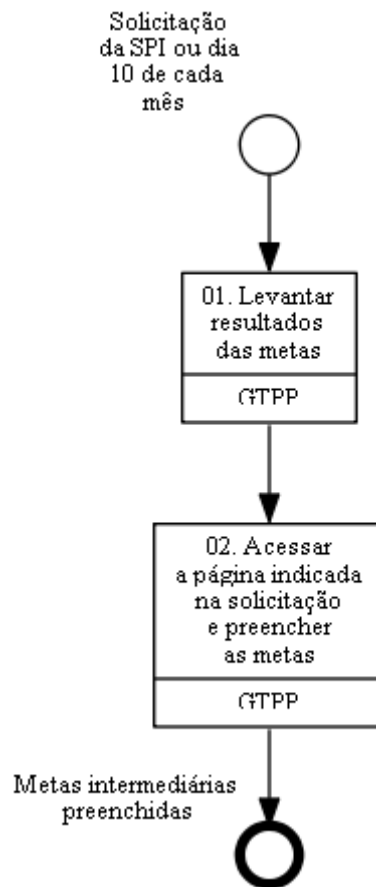 Solicitação
da SPI ou dia
10 de cada
mês
01. Levantar
resultados
das metas
GTPP
02. Acessar
a página indicada
na solicitação
e preencher
as metas
GTPP
Metas intermediárias
preenchidas